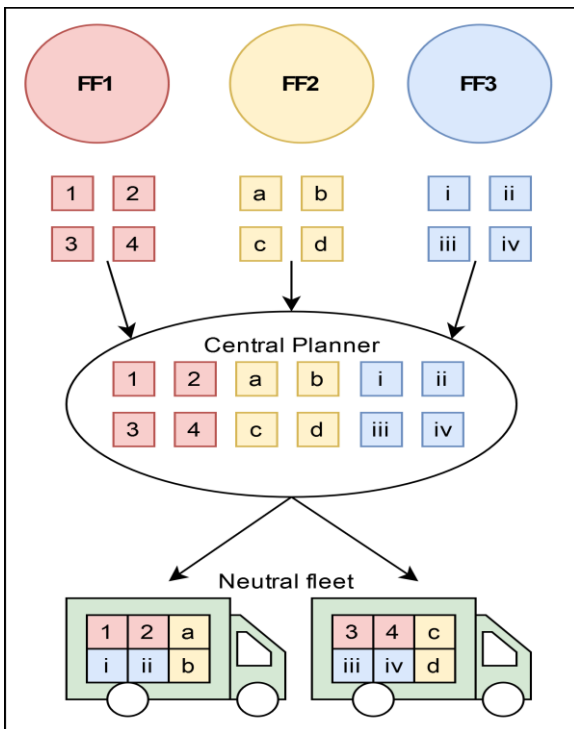 FF1 FF2 FF3
1 2 a b i ii
3 4 c d iii iv
Central Planner
1 2 a b i ii
3 4 c d iii iv
Neutral fleet
1 2 a 3 4 c
i ii b iii iv d